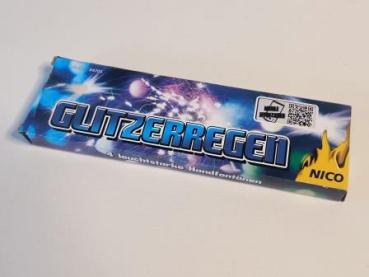 GLITZERREGEN
4 leuchtstarke Handfontänen
NICO